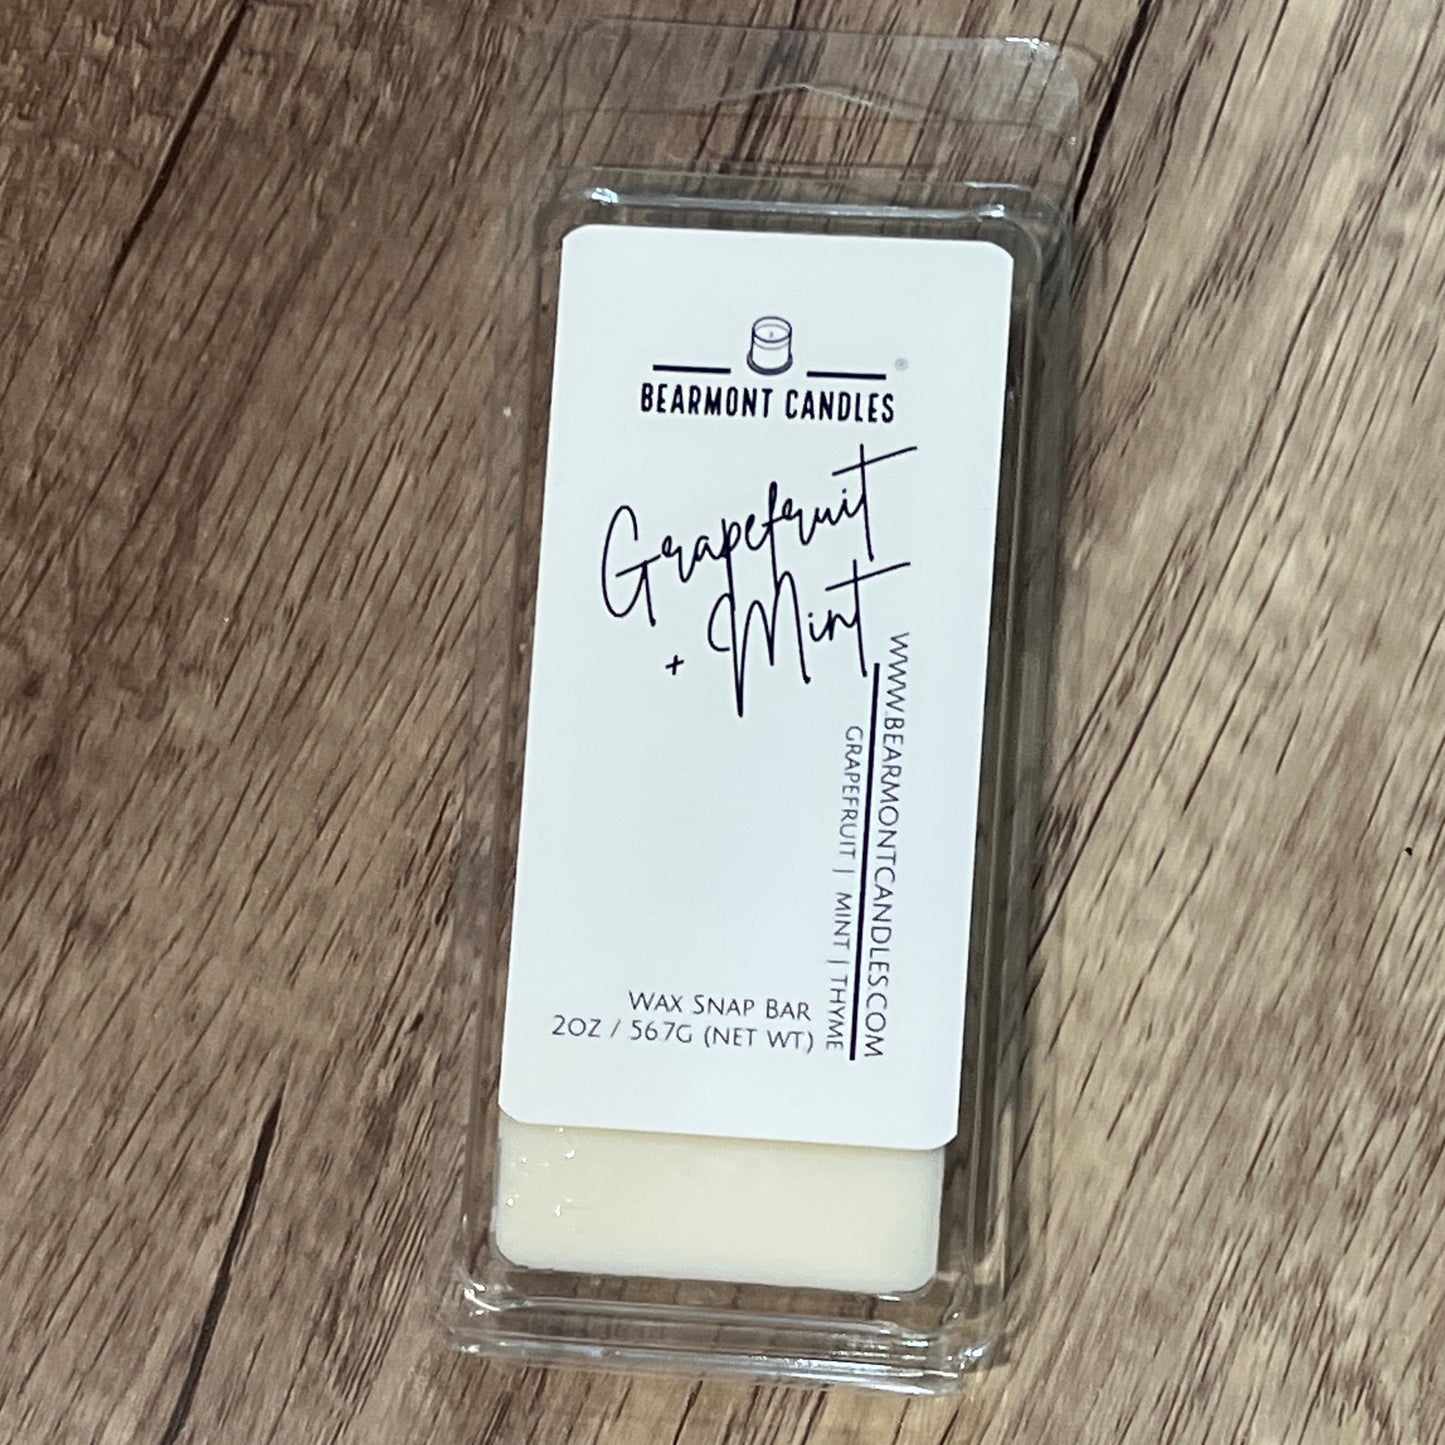 ®
BEARMONT CANDLES
Grapefruit
+ Mint
WWW.BEARMONTCANDLES.COM
GRAPEFRUIT | MINT | THYME
WAX SNAP BAR
2OZ / 56.7G (NET WT.)